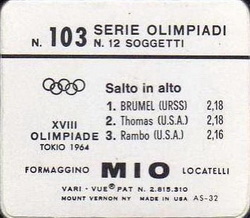 N. 103 SERIE OLIMPIADI
N. 12 SOGGETTI
Salto in alto
1. BRUMEL (URSS) 2,18
2. Thomas (U.S.A.) 2,18
3. Rambo (U.S.A.) 2,16
XVIII
OLIMPIADE
TOKIO 1964
FORMAGGINO MIO LOCATELLI
VARI - VUE® PAT N. 2.815.310
MOUNT VERNON NY MADE IN USA AS-32